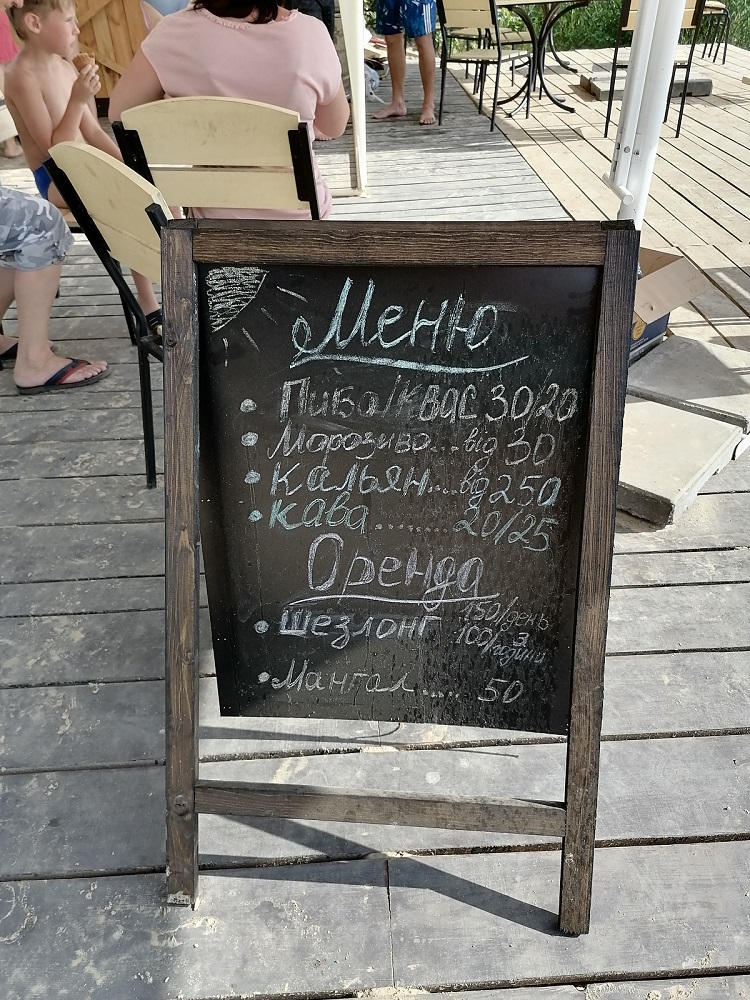 Меню
• Пиво/квас 30/20
• Морозиво...від 30
• Кальян....від 250
• Кава ......... 20/25
Оренда
• Шезлонг 150/день
100/3 години
• Мангал ..... 50